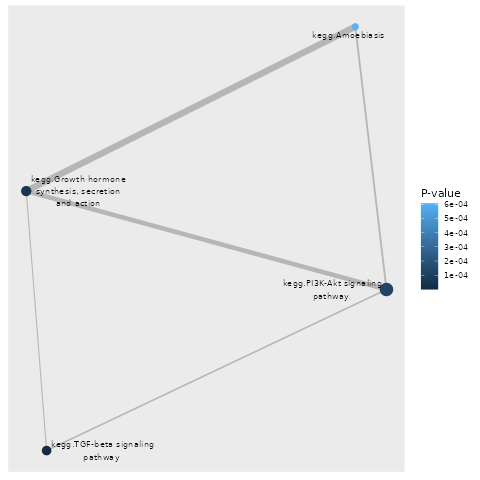 kegg.Amoebiasis
kegg.Growth hormone
synthesis, secretion
and action
P-value
6e-04
5e-04
4e-04
3e-04
2e-04
1e-04
kegg.PI3K-Akt signaling
pathway
kegg.TGF-beta signaling
pathway